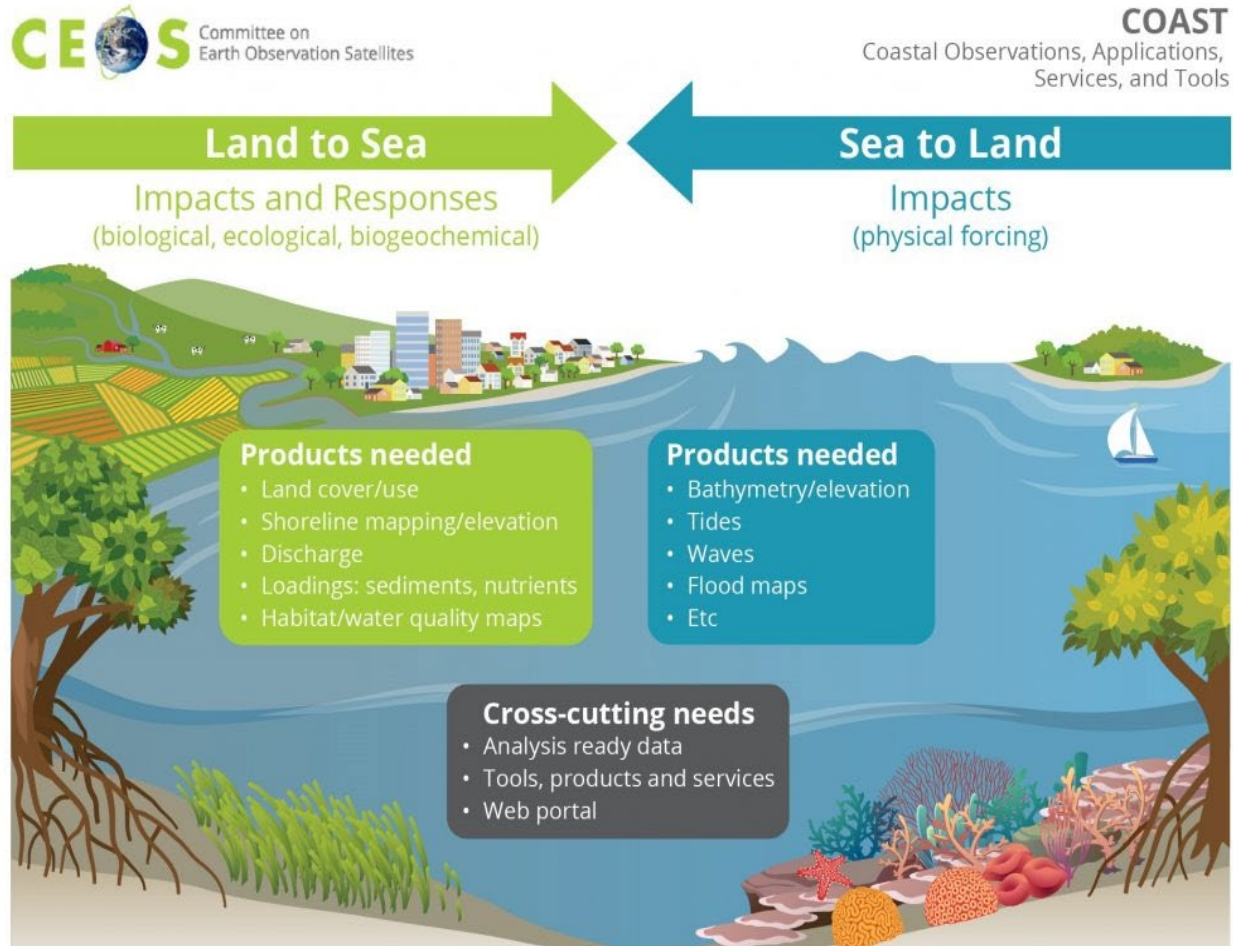 CEOS
Committee on
Earth Observation Satellites
COAST
Coastal Observations, Applications,
Services, and Tools
Land to Sea
Impacts and Responses
(biological, ecological, biogeochemical)
Sea to Land
Impacts
(physical forcing)
Products needed
• Land cover/use
• Shoreline mapping/elevation
• Discharge
• Loadings: sediments, nutrients
• Habitat/water quality maps
Products needed
• Bathymetry/elevation
• Tides
• Waves
• Flood maps
• Etc
Cross-cutting needs
• Analysis ready data
• Tools, products and services
• Web portal